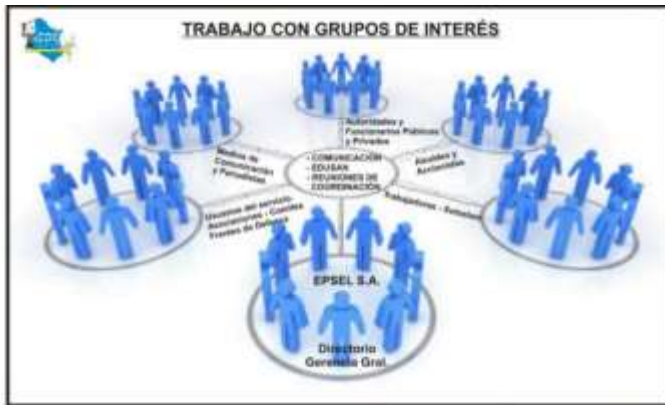 TRABAJO CON GRUPOS DE INTERÉS
- Autoridades y
Funcionarios Públicos
y Privados
Medios de
Comunicación
y Periodistas
- COMUNICACIÓN
- EDUSAN
- REUNIONES DE
COORDINACIÓN
Alcaldes y
Accionistas
Usuarios del servicio
Asociaciones - Comités
Frentes de Defensa
Trabajadores -
EPSEL S.A.
Directorio
Gerencia Gral.